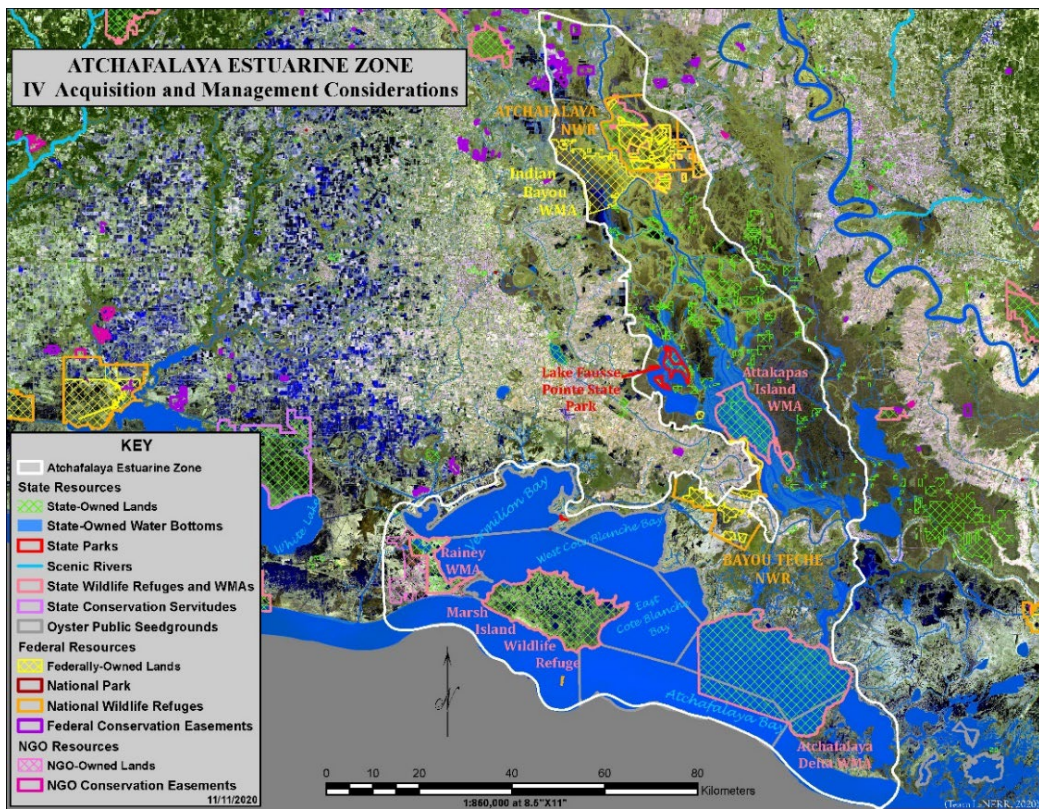 ATCHAFALAYA ESTUARINE ZONE
IV Acquisition and Management Considerations
ATCHAFALAYA
NWR
Indian
Bayou
WMA
Lake Fausse
Pointe State
Park
Attakapas
Island
WMA
BAYOU TECHE
NWR
White Lake
Vermilion Bay
West Cote Blanche Bay
East
Cote Blanche
Bay
Rainey
WMA
Marsh
Island
Wildlife
Refuge
Atchafalaya Bay
Atchafalaya
Delta WMA
KEY
Atchafalaya Estuarine Zone
State Resources
State-Owned Lands
State-Owned Water Bottoms
State Parks
Scenic Rivers
State Wildlife Refuges and WMAs
State Conservation Servitudes
Oyster Public Seedgrounds
Federal Resources
Federally-Owned Lands
National Park
National Wildlife Refuges
Federal Conservation Easements
NGO Resources
NGO-Owned Lands
NGO Conservation Easements
11/11/2020
N
0 10 20 40 60 80
Kilometers
1:860,000 at 8.5"X11"
(Team LaNERR, 2020)